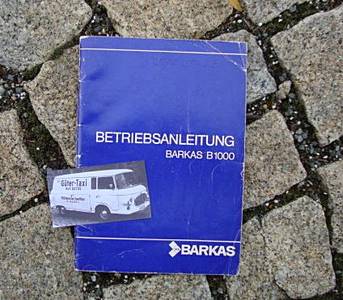 BETRIEBSANLEITUNG
BARKAS B1000
Güter-Taxi
BARKAS